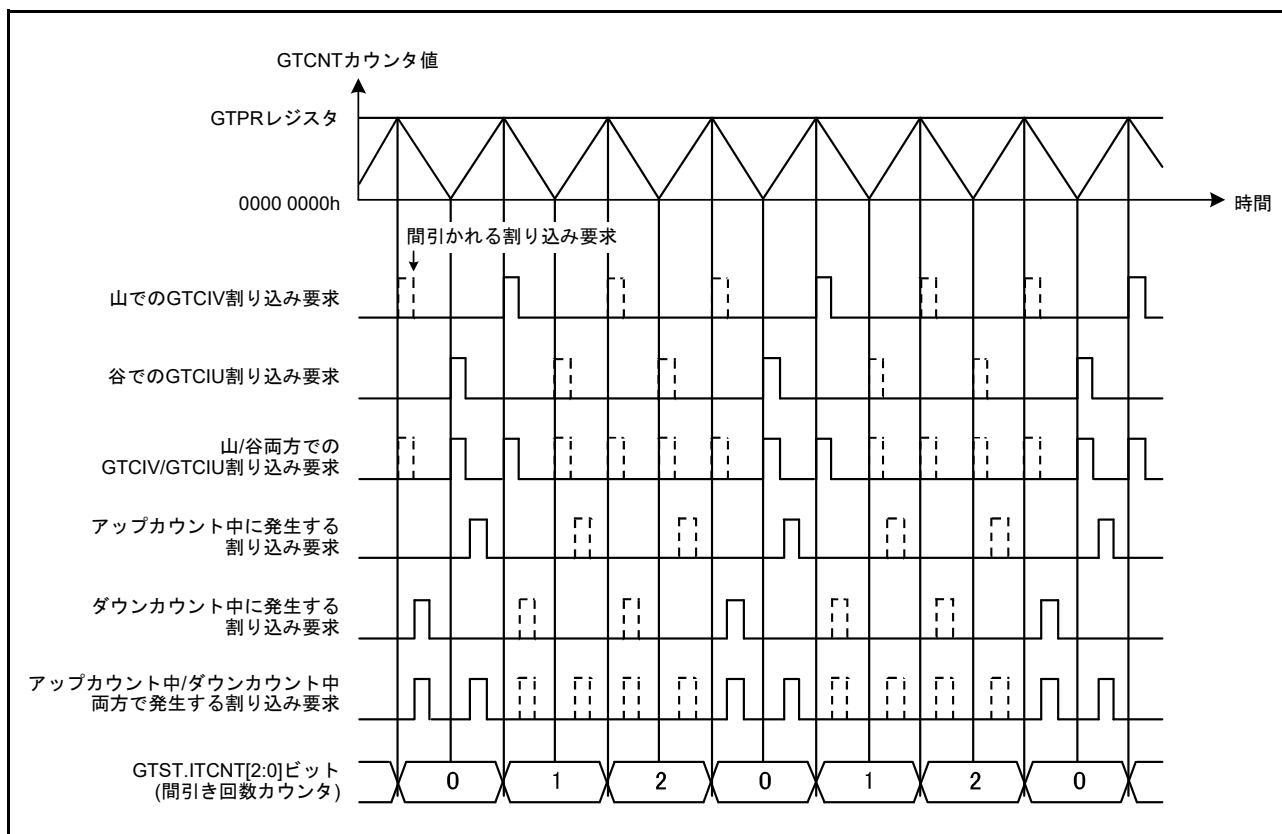 GTCNTカウンタ値
GTPRレジスタ
0000 0000h
時間
間引かれる割り込み要求
山でのGTCIV割り込み要求
谷でのGTCIU割り込み要求
山/谷両方での
GTCIV/GTCIU割り込み要求
アップカウント中に発生する
割り込み要求
ダウンカウント中に発生する
割り込み要求
アップカウント中/ダウンカウント中
両方で発生する割り込み要求
GTST.ITCNT[2:0]ビット
(間引き回数カウンタ)
0 1 2 0 1 2 0